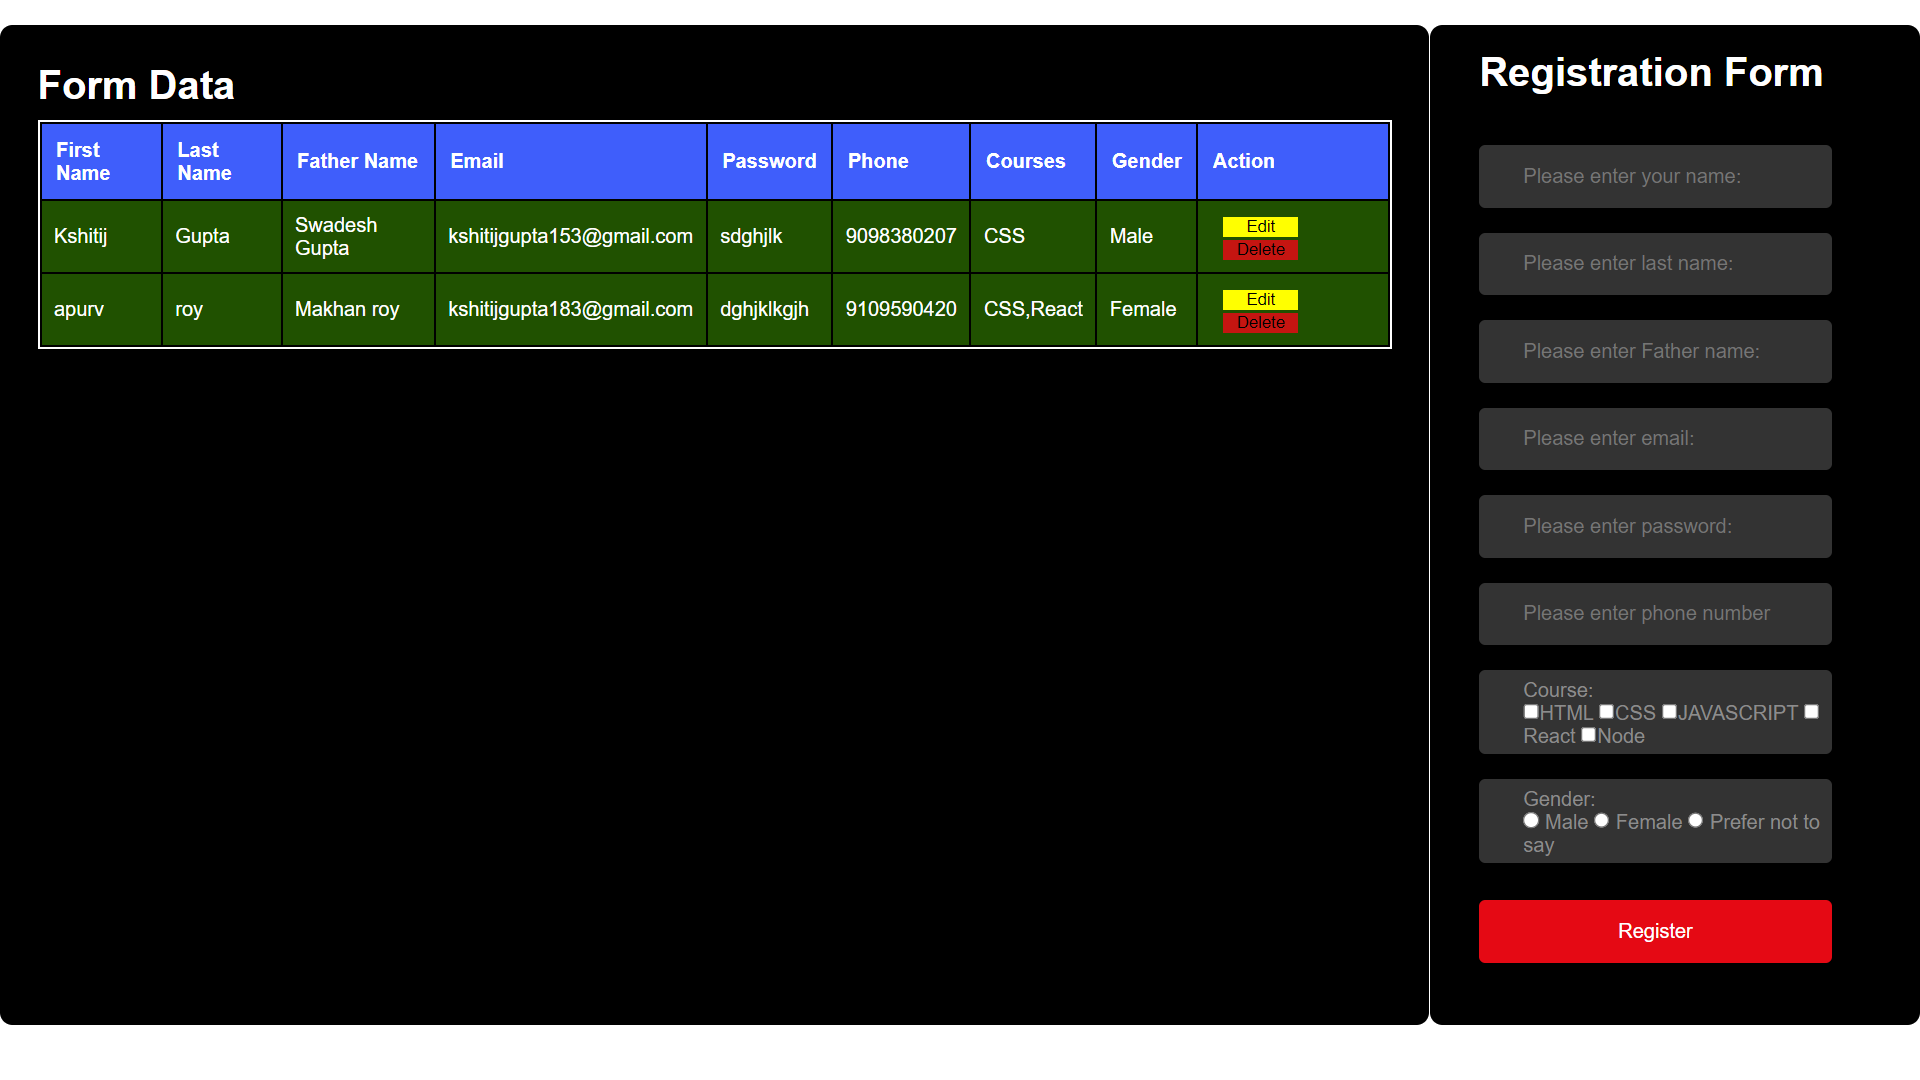 Form Data
First Name Last Name Father Name Email Password Phone Courses Gender Action
Kshitij Gupta Swadesh Gupta kshitijgupta153@gmail.com sdghjlk 9098380207 CSS Male Edit Delete
apurv roy Makhan roy kshitijgupta183@gmail.com dghjklkgjh 9109590420 CSS,React Female Edit Delete
Registration Form
Please enter your name:
Please enter last name:
Please enter Father name:
Please enter email:
Please enter password:
Please enter phone number
Course:
HTML CSS JAVASCRIPT
React Node
Gender:
Male Female Prefer not to
say
Register